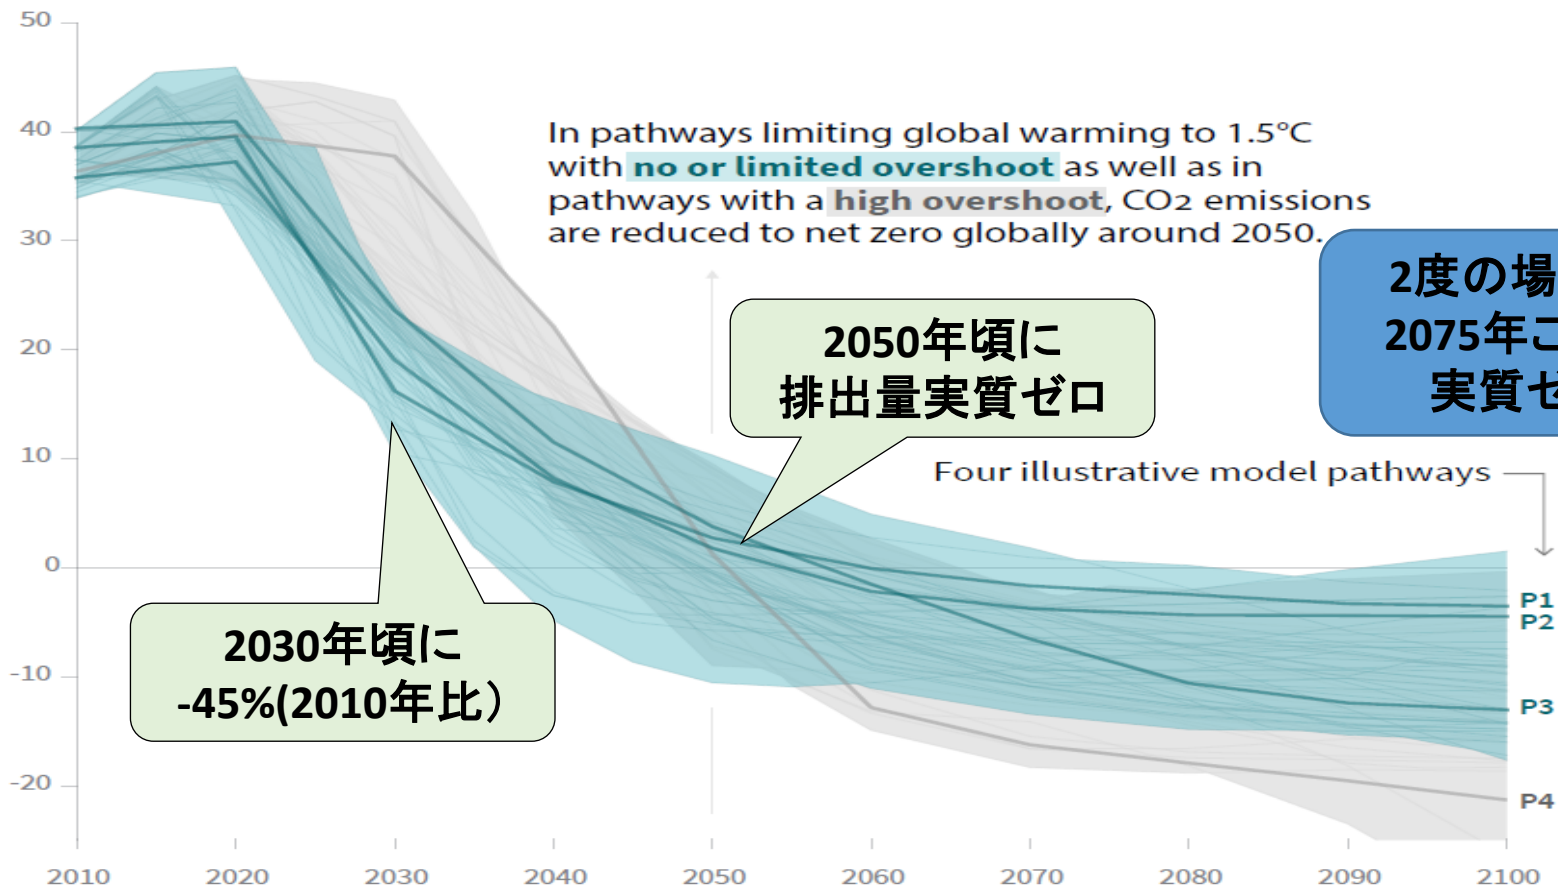 50
40
30
20
10
0
-10
-20
In pathways limiting global warming to 1.5°C
with no or limited overshoot as well as in
pathways with a high overshoot, CO2 emissions
are reduced to net zero globally around 2050.
2度の場
2075年こ
実質ゼ
2050年頃に
排出量実質ゼロ
Four illustrative model pathways
2030年頃に
-45%(2010年比）
P1
P2
P3
P4
2010 2020 2030 2040 2050 2060 2070 2080 2090 2100